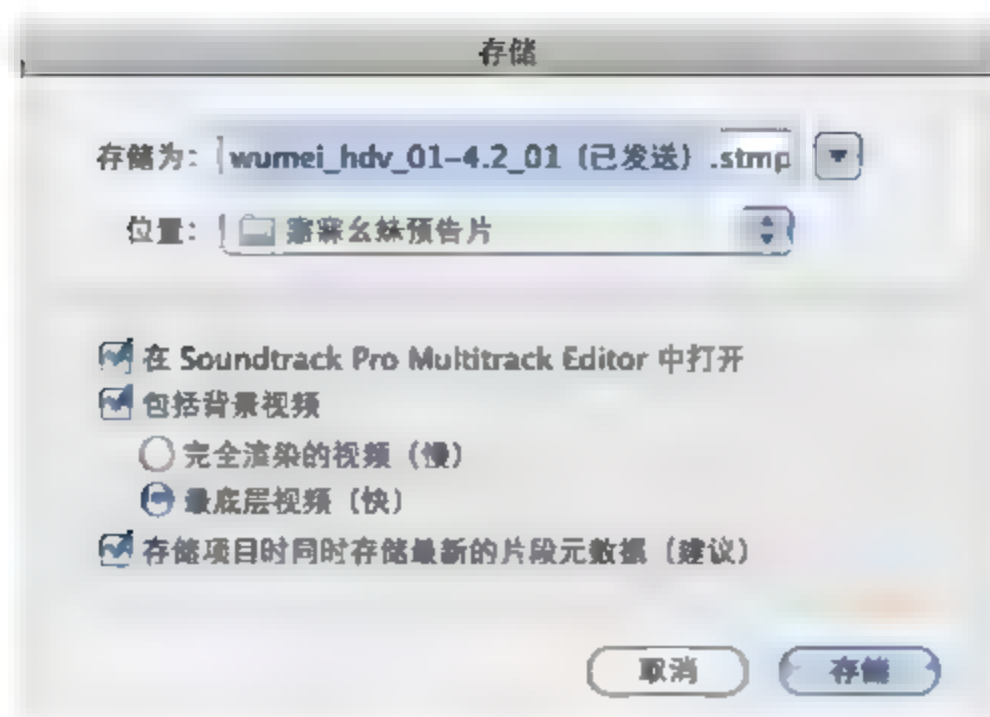 存储
存储为: wumei_hdv_01-4.2_01 (已发送) .stmp
位置: 幺妹预告片
在 Soundtrack Pro Multitrack Editor 中打开
包括背景视频
完全渲染的视频 (慢)
最底层视频 (快)
存储项目时同时存储最新的片段元数据 (建议)
取消
存储